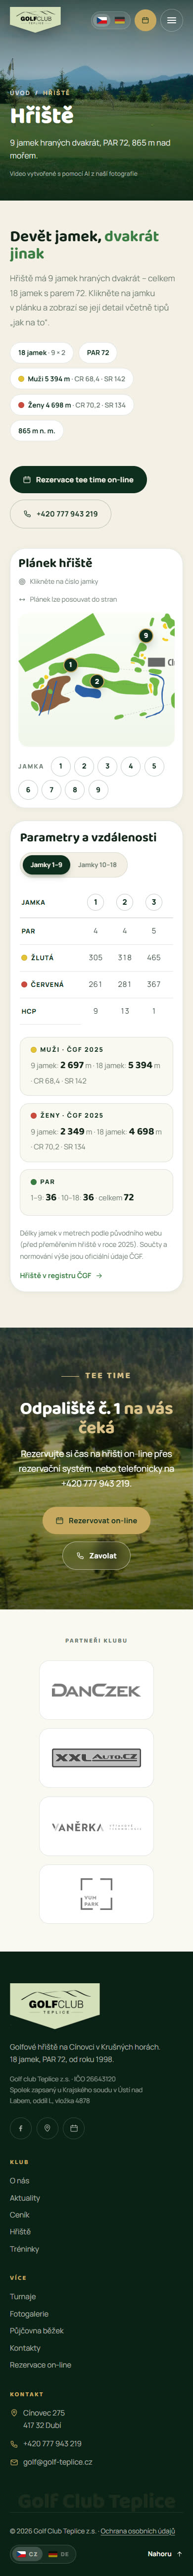 GOLFCLUB
TEPLICE
ÚVOD / HŘIŠTĚ
Hřiště
9 jamek hraných dvakrát, PAR 72, 865 m nad
mořem.
Video vytvořené s pomocí AI z naší fotografie
Devět jamek, dvakrát
jinak
Hřiště má 9 jamek hraných dvakrát – celkem
18 jamek s parem 72. Klikněte na jamku
v plánku a zobrazí se její detail včetně tipů
„jak na to“.
18 jamek · 9 × 2
PAR 72
Muži 5 394 m · CR 68,4 · SR 142
Ženy 4 698 m · CR 70,2 · SR 134
865 m n. m.
Rezervace tee time on-line
+420 777 943 219
Plánek hřiště
Klikněte na číslo jamky
Plánek lze posouvat do stran
9
1
2
JAMKA 1 2 3 4 5
6 7 8 9
Parametry a vzdálenosti
Jamky 1–9 Jamky 10–18
JAMKA 1 2 3
PAR 4 4 5
ŽLUTÁ 305 318 465
ČERVENÁ 261 281 367
HCP 9 13 1
MUŽI · ČGF 2025
9 jamek: 2 697 m · 18 jamek: 5 394 m
· CR 68,4 · SR 142
ŽENY · ČGF 2025
9 jamek: 2 349 m · 18 jamek: 4 698 m
· CR 70,2 · SR 134
PAR
1–9: 36 · 10–18: 36 · celkem 72
Délky jamek v metrech podle původního webu
(před přeměřením hřiště v roce 2025). Součty a
normování výše jsou oficiální údaje ČGF.
Hřiště v registru ČGF →
TEE TIME
Odpaliště č. 1 na vás
čeká
Rezervujte si čas na hřišti on-line přes
rezervační systém, nebo telefonicky na
+420 777 943 219.
Rezervovat on-line
Zavolat
PARTNEŘI KLUBU
DANCZEK
XXLAUTO.CZ
VANĚRKA
YUM
PARK
GOLFCLUB
TEPLICE
Golfové hřiště na Cínovci v Krušných horách.
18 jamek, PAR 72, od roku 1998.
Golf club Teplice z.s. · IČO 26643120
Spolek zapsaný u Krajského soudu v Ústí nad
Labem, oddíl L, vložka 4878
KLUB
O nás
Aktuality
Ceník
Hřiště
Tréninky
VÍCE
Turnaje
Fotogalerie
Půjčovna běžek
Kontakty
Rezervace on-line
KONTAKT
Cínovec 275
417 32 Dubí
+420 777 943 219
golf@golf-teplice.cz
Golf Club Teplice
© 2026 Golf Club Teplice z.s. · Ochrana osobních údajů
CZ DE
Nahoru ↑